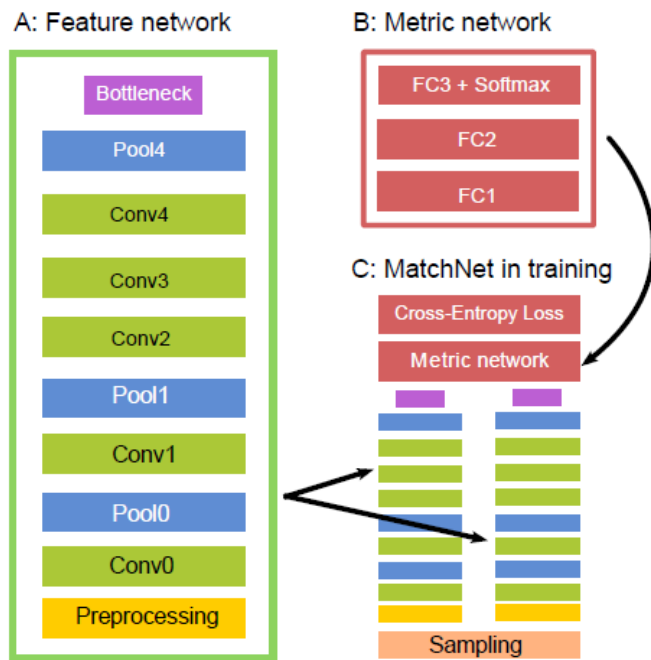 A: Feature network
Bottleneck
Pool4
Conv4
Conv3
Conv2
Pool1
Conv1
Pool0
Conv0
Preprocessing
B: Metric network
FC3 + Softmax
FC2
FC1
C: MatchNet in training
Cross-Entropy Loss
Metric network
Sampling